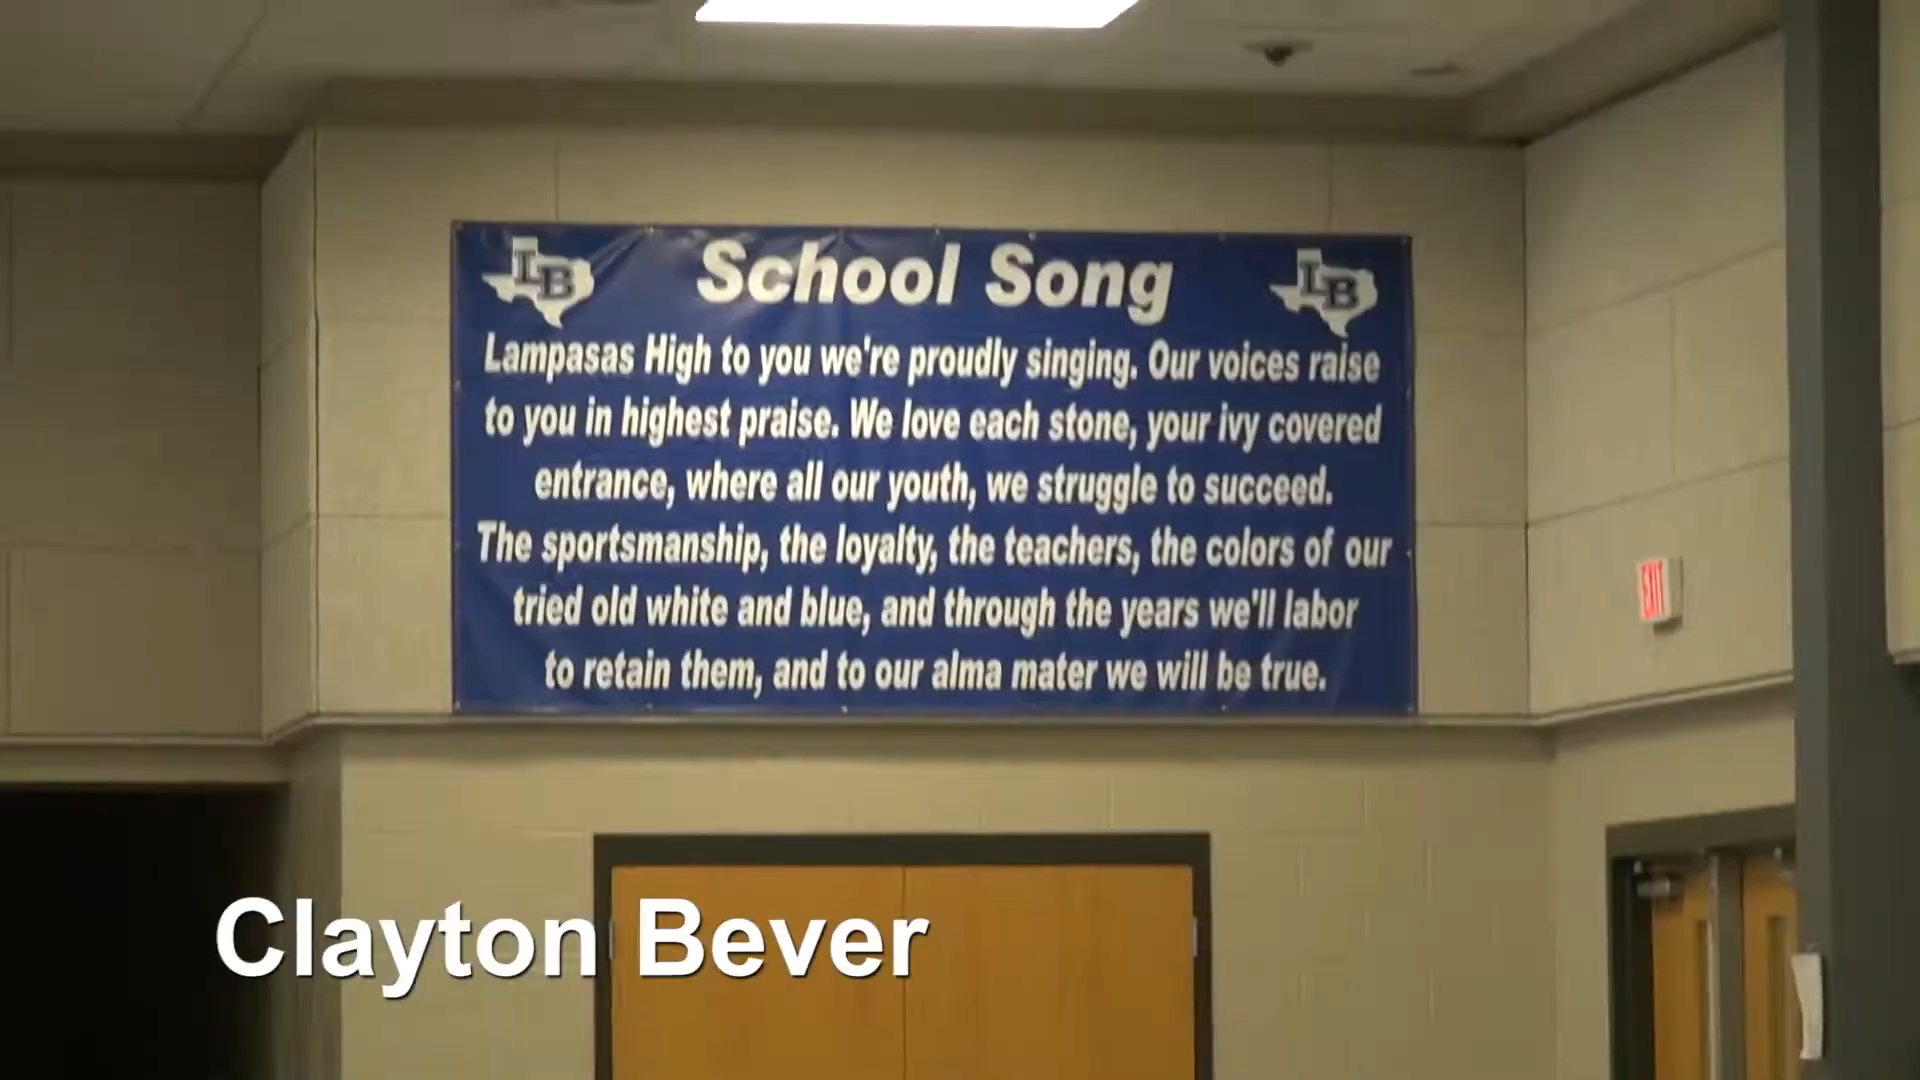 LB School Song LB
Lampasas High to you we're proudly singing. Our voices raise
to you in highest praise. We love each stone, your ivy covered
entrance, where all our youth, we struggle to succeed.
The sportsmanship, the loyalty, the teachers, the colors of our
tried old white and blue, and through the years we'll labor
to retain them, and to our alma mater we will be true.
EXIT
Clayton Bever